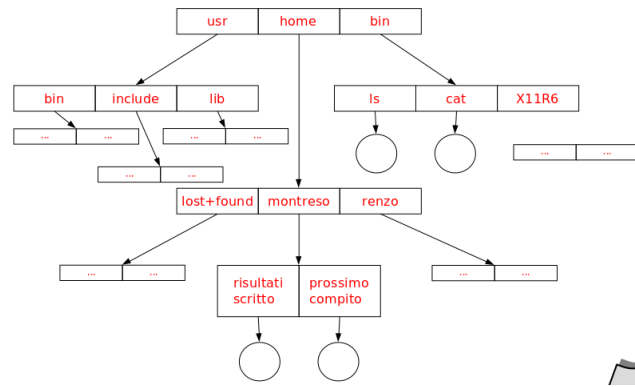 usr home bin
bin include lib
ls cat X11R6
... ... ... ...
... ...
... ...
lost+found montreso renzo
... ... ... ...
risultati prossimo
scritto compito